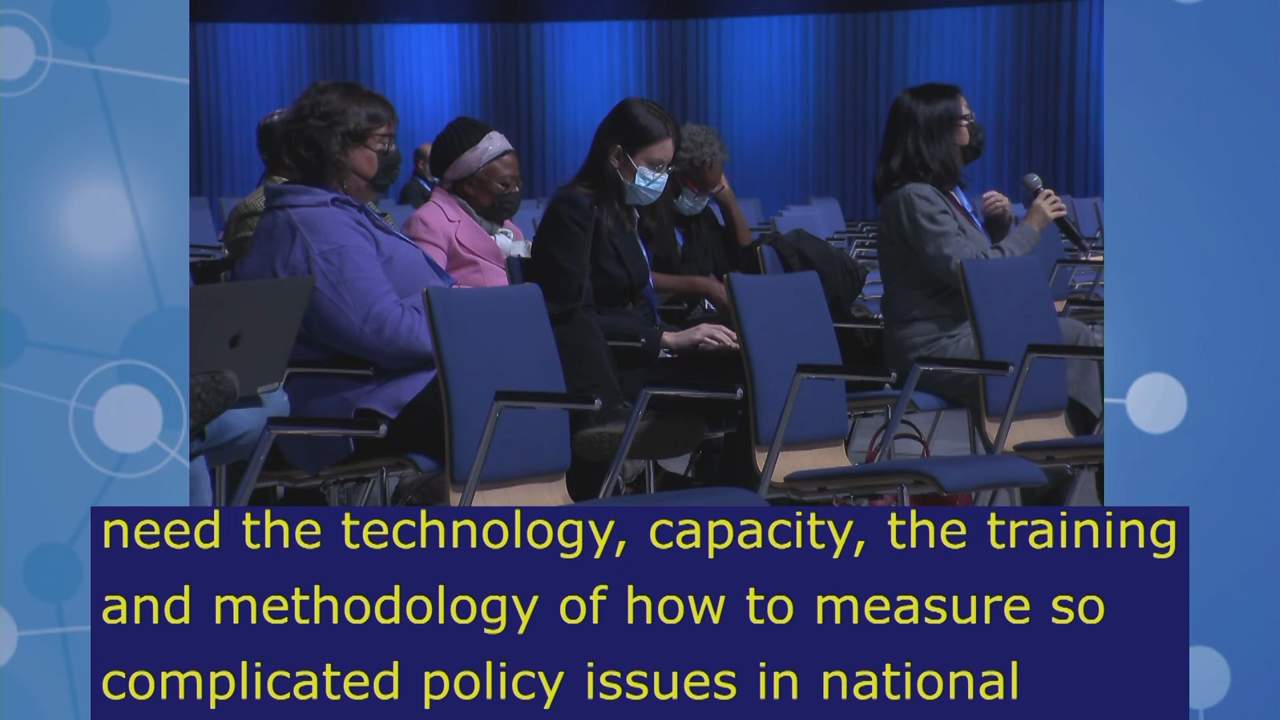 need the technology, capacity, the training
and methodology of how to measure so
complicated policy issues in national